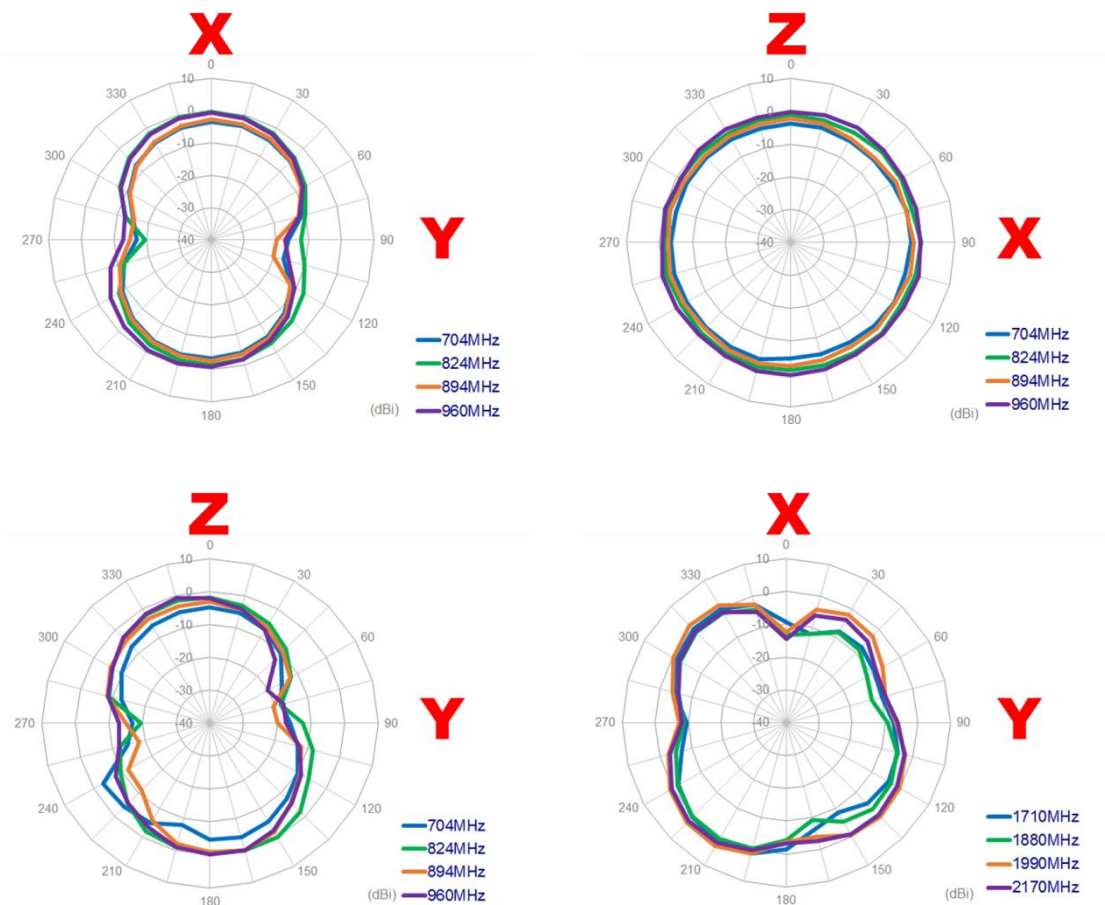 X
0
10
330
30
0
-10
300
60
-20
-30
270
-40
90
Y
240
120
210
150
180
(dBi)
704MHz
824MHz
894MHz
960MHz
Z
0
10
330
30
0
-10
300
60
-20
-30
270
-40
90
X
240
120
210
150
180
(dBi)
704MHz
824MHz
894MHz
960MHz
Z
0
10
330
30
0
-10
300
60
-20
-30
270
-40
90
Y
240
120
210
150
180
(dBi)
704MHz
824MHz
894MHz
960MHz
X
0
10
330
30
0
-10
300
60
-20
-30
270
-40
90
Y
240
120
210
150
180
(dBi)
1710MHz
1880MHz
1990MHz
2170MHz